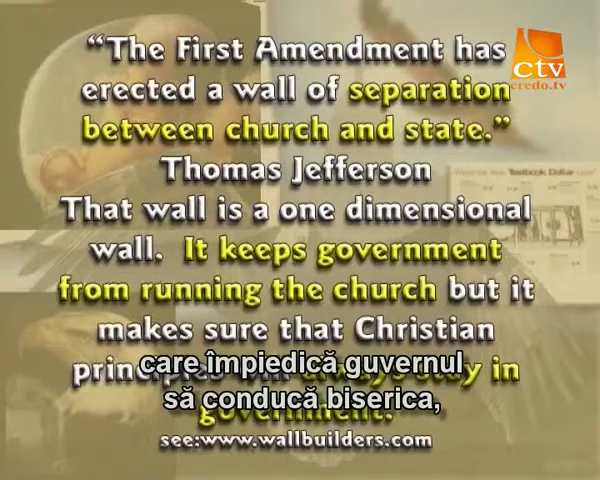 “The First Amendment has
erected a wall of separation
between church and state.”
Thomas Jefferson
That wall is a one dimensional
wall. It keeps government
from running the church but it
makes sure that Christian
in
government.
see:www.wallbuilders.com
care împiedică guvernul
să conducă biserica,
ctv
credo.tv